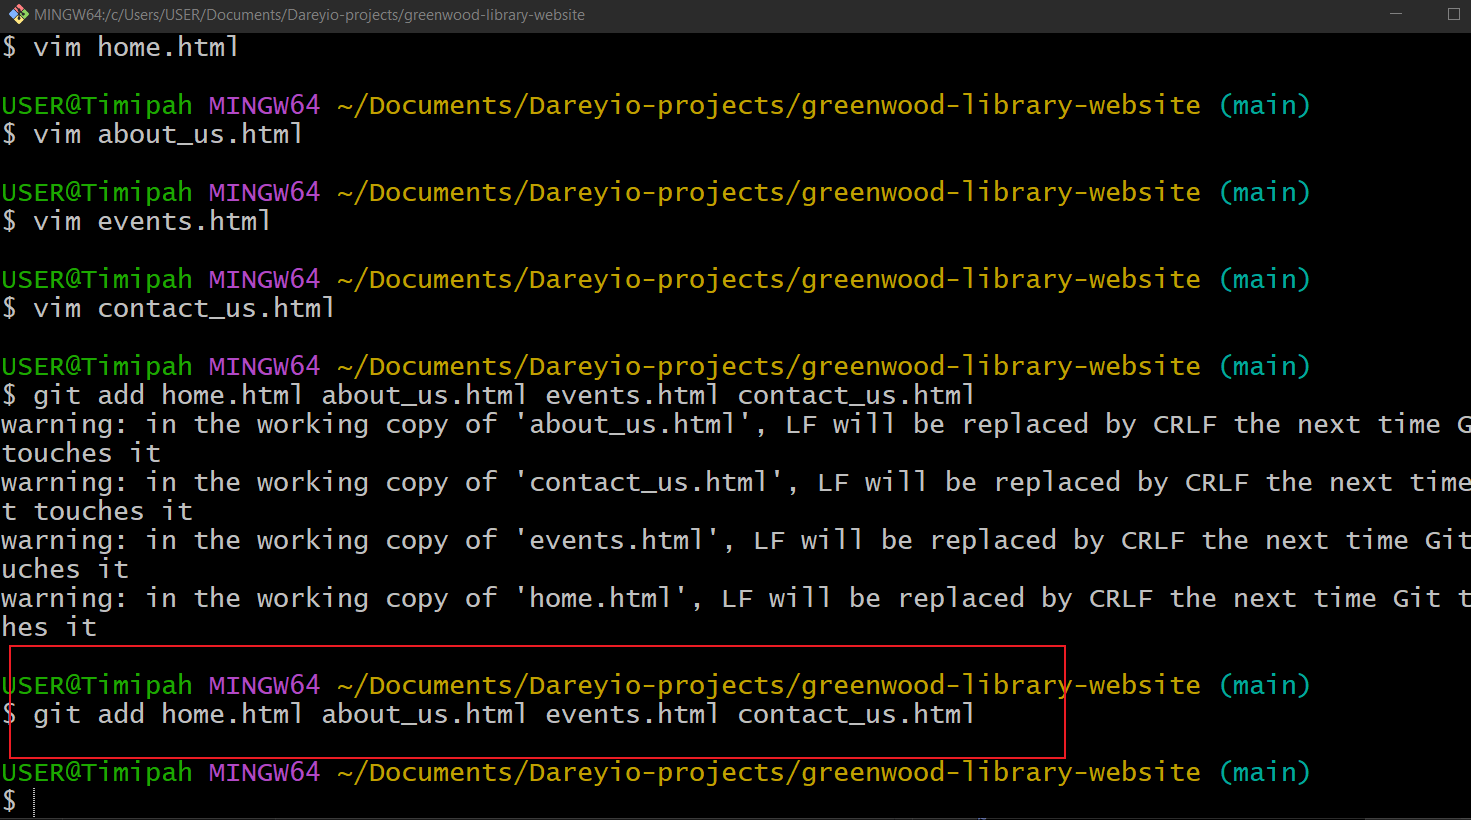 MINGW64:/c/Users/USER/Documents/Dareyio-projects/greenwood-library-website
$ vim home.html
USER@Timipah MINGW64 ~/Documents/Dareyio-projects/greenwood-library-website (main)
$ vim about_us.html
USER@Timipah MINGW64 ~/Documents/Dareyio-projects/greenwood-library-website (main)
$ vim events.html
USER@Timipah MINGW64 ~/Documents/Dareyio-projects/greenwood-library-website (main)
$ vim contact_us.html
USER@Timipah MINGW64 ~/Documents/Dareyio-projects/greenwood-library-website (main)
$ git add home.html about_us.html events.html contact_us.html
warning: in the working copy of 'about_us.html', LF will be replaced by CRLF the next time G
touches it
warning: in the working copy of 'contact_us.html', LF will be replaced by CRLF the next time
t touches it
warning: in the working copy of 'events.html', LF will be replaced by CRLF the next time Git
uches it
warning: in the working copy of 'home.html', LF will be replaced by CRLF the next time Git t
hes it
USER@Timipah MINGW64 ~/Documents/Dareyio-projects/greenwood-library-website (main)
$ git add home.html about_us.html events.html contact_us.html
USER@Timipah MINGW64 ~/Documents/Dareyio-projects/greenwood-library-website (main)
$